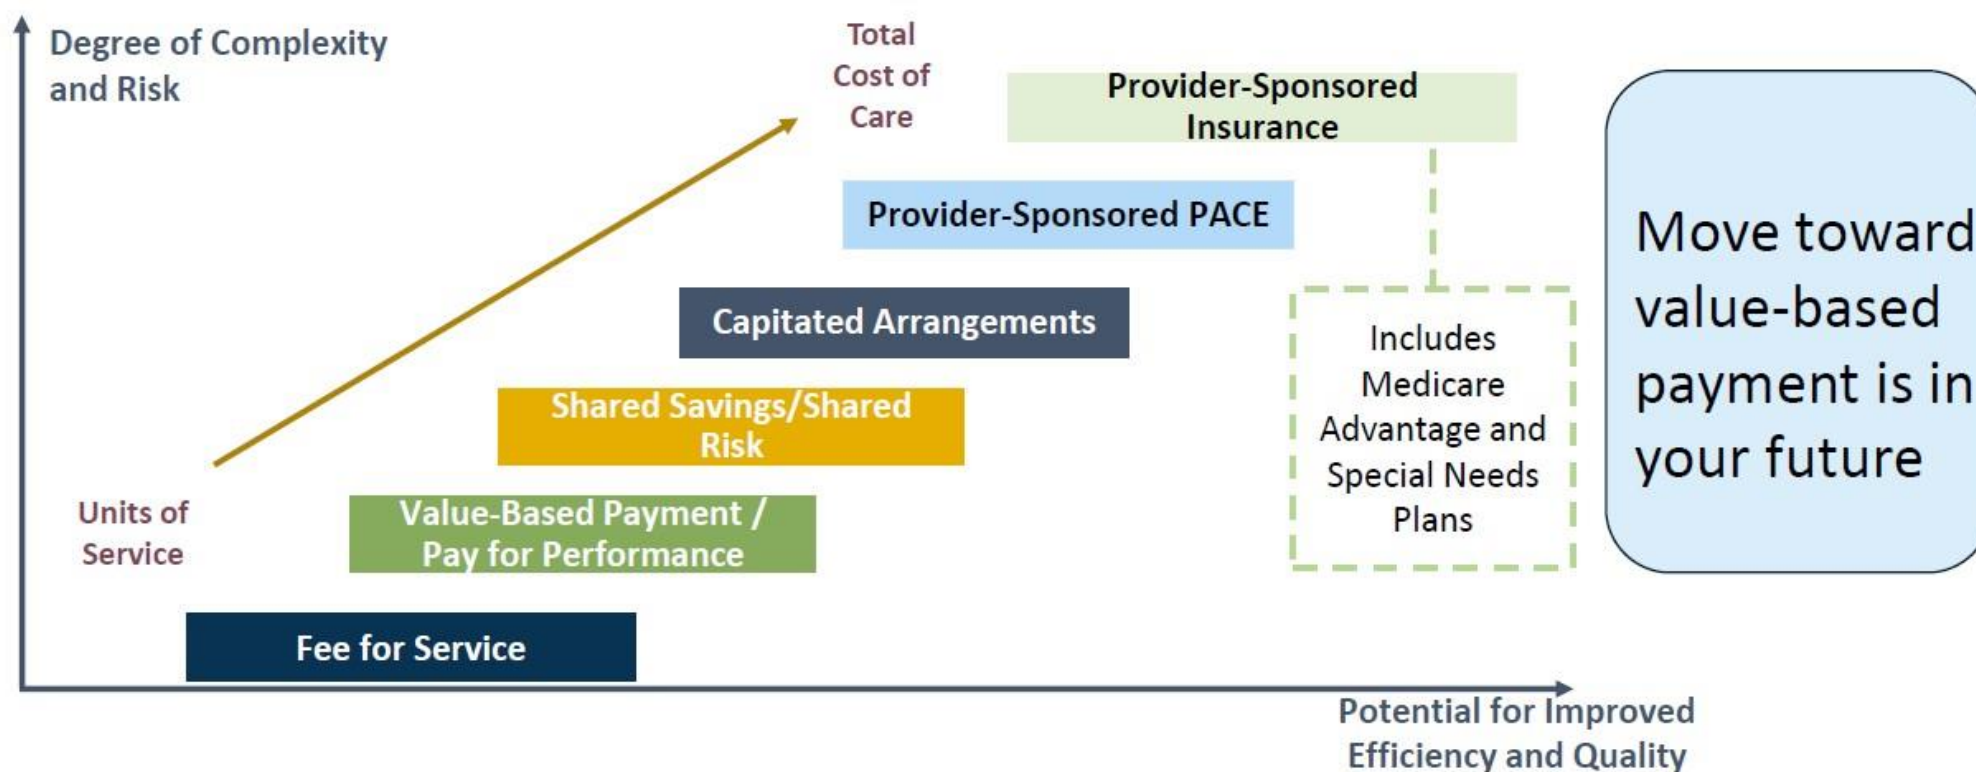 Degree of Complexity
and Risk
Total
Cost of
Care
Provider-Sponsored
Insurance
Provider-Sponsored PACE
Capitated Arrangements
Shared Savings/Shared
Risk
Units of
Service
Value-Based Payment /
Pay for Performance
Fee for Service
Includes
Medicare
Advantage and
Special Needs
Plans
Move toward
value-based
payment is in
your future
Potential for Improved
Efficiency and Quality